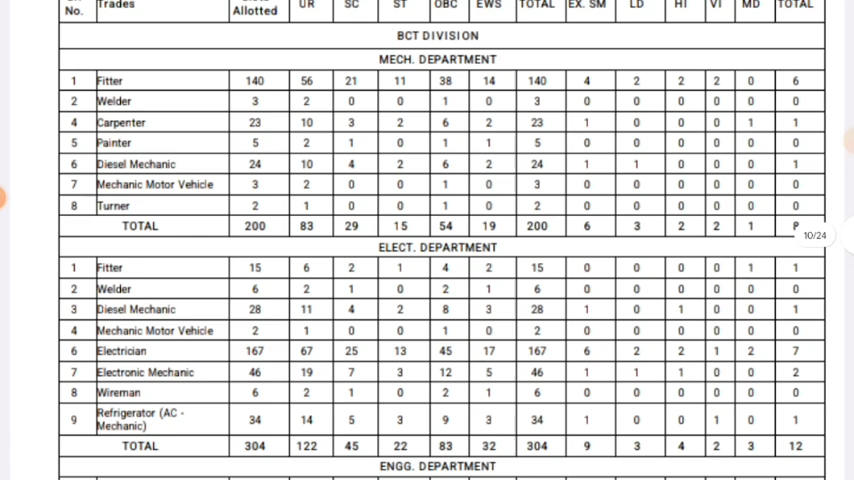 No. Trades Allotted UR SC ST OBC EWS TOTAL EX. SM LD HI VI MD TOTAL
BCT DIVISION
MECH. DEPARTMENT
1 Fitter 140 56 21 11 38 14 140 4 2 2 2 0 6
2 Welder 3 2 0 0 1 0 3 0 0 0 0 0 0
4 Carpenter 23 10 3 2 6 2 23 1 0 0 0 1 1
5 Painter 5 2 1 0 1 1 5 0 0 0 0 0 0
6 Diesel Mechanic 24 10 4 2 6 2 24 1 1 0 0 0 1
7 Mechanic Motor Vehicle 3 2 0 0 1 0 3 0 0 0 0 0 0
8 Turner 2 1 0 0 1 0 2 0 0 0 0 0 0
TOTAL 200 83 29 15 54 19 200 6 3 2 2 1 8
10/24
ELECT. DEPARTMENT
1 Fitter 15 6 2 1 4 2 15 0 0 0 0 1 1
2 Welder 6 2 1 0 2 1 6 0 0 0 0 0 0
3 Diesel Mechanic 28 11 4 2 8 3 28 1 0 1 0 0 1
4 Mechanic Motor Vehicle 2 1 0 0 1 0 2 0 0 0 0 0 0
6 Electrician 167 67 25 13 45 17 167 6 2 2 1 2 7
7 Electronic Mechanic 46 19 7 3 12 5 46 1 1 1 0 0 2
8 Wireman 6 2 1 0 2 1 6 0 0 0 0 0 0
9 Refrigerator (AC - 34 14 5 3 9 3 34 1 0 0 1 0 1
Mechanic)
TOTAL 304 122 45 22 83 32 304 9 3 4 2 3 12
ENGG. DEPARTMENT